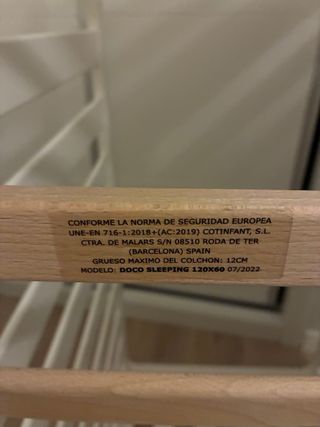 CONFORME LA NORMA DE SEGURIDAD EUROPEA
UNE-EN 716-1:2018+(AC:2019) COTINFANT, S.L.
CTRA. DE MALARS S/N 08510 RODA DE TER
(BARCELONA) SPAIN
GRUESO MAXIMO DEL COLCHON: 12CM
MODELO: DOCO SLEEPING 120X60 07/2022